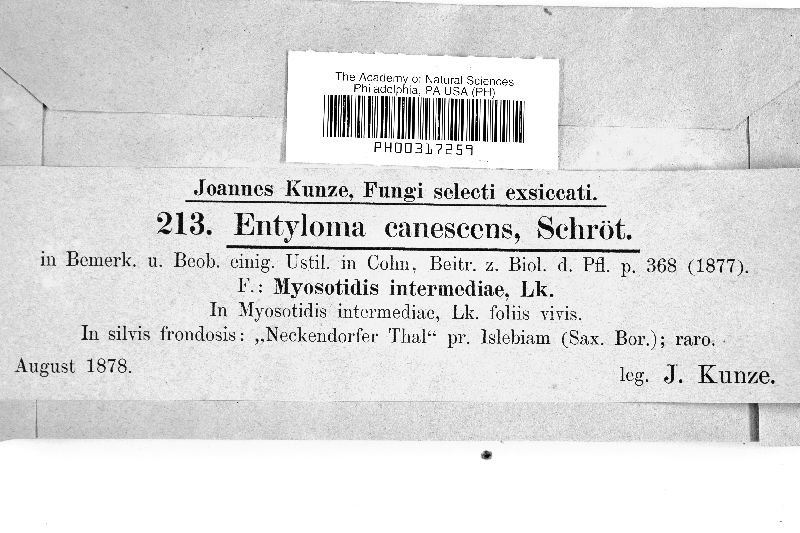 The Academy of Natural Sciences
Philadelphia, PA USA (PH)
PH00317259
Joannes Kunze, Fungi selecti exsiccati.
213. Entyloma canescens, Schröt.
in Bemerk. u. Beob. einig. Ustil. in Cohn, Beitr. z. Biol. d. Pfl. p. 368 (1877).
F.: Myosotidis intermediae, Lk.
In Myosotidis intermediae, Lk. foliis vivis.
In silvis frondosis: „Neckendorfer Thal“ pr. Islebiam (Sax. Bor.); raro.
August 1878.
leg. J. Kunze.